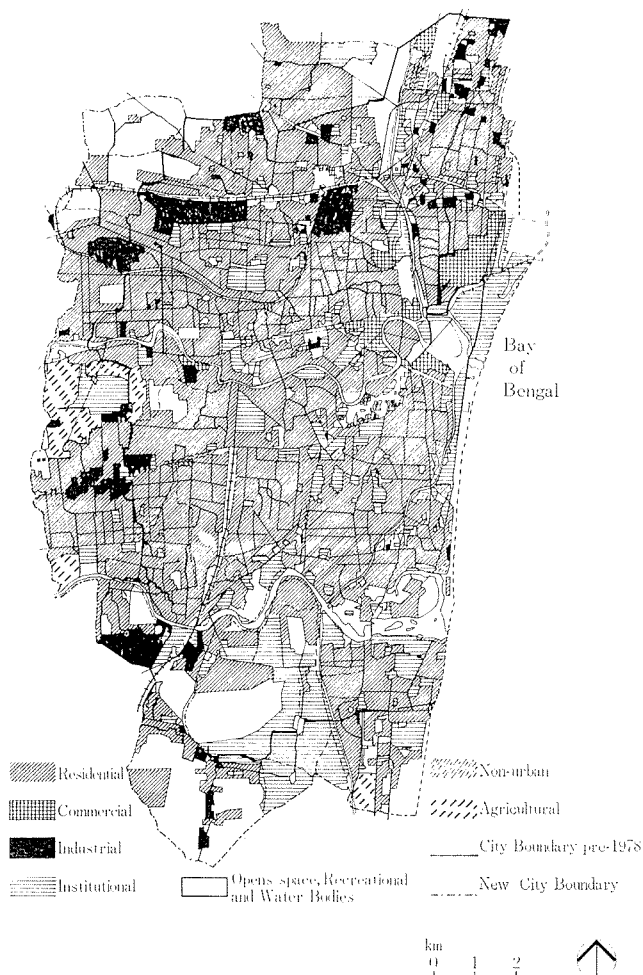 Bay
of
Bengal
Residential
Commercial
Industrial
Institutional
Opens space, Recreational
and Water Bodies
Non-urban
Agricultural
City Boundary pre-1978
New City Boundary
km
0 1 2